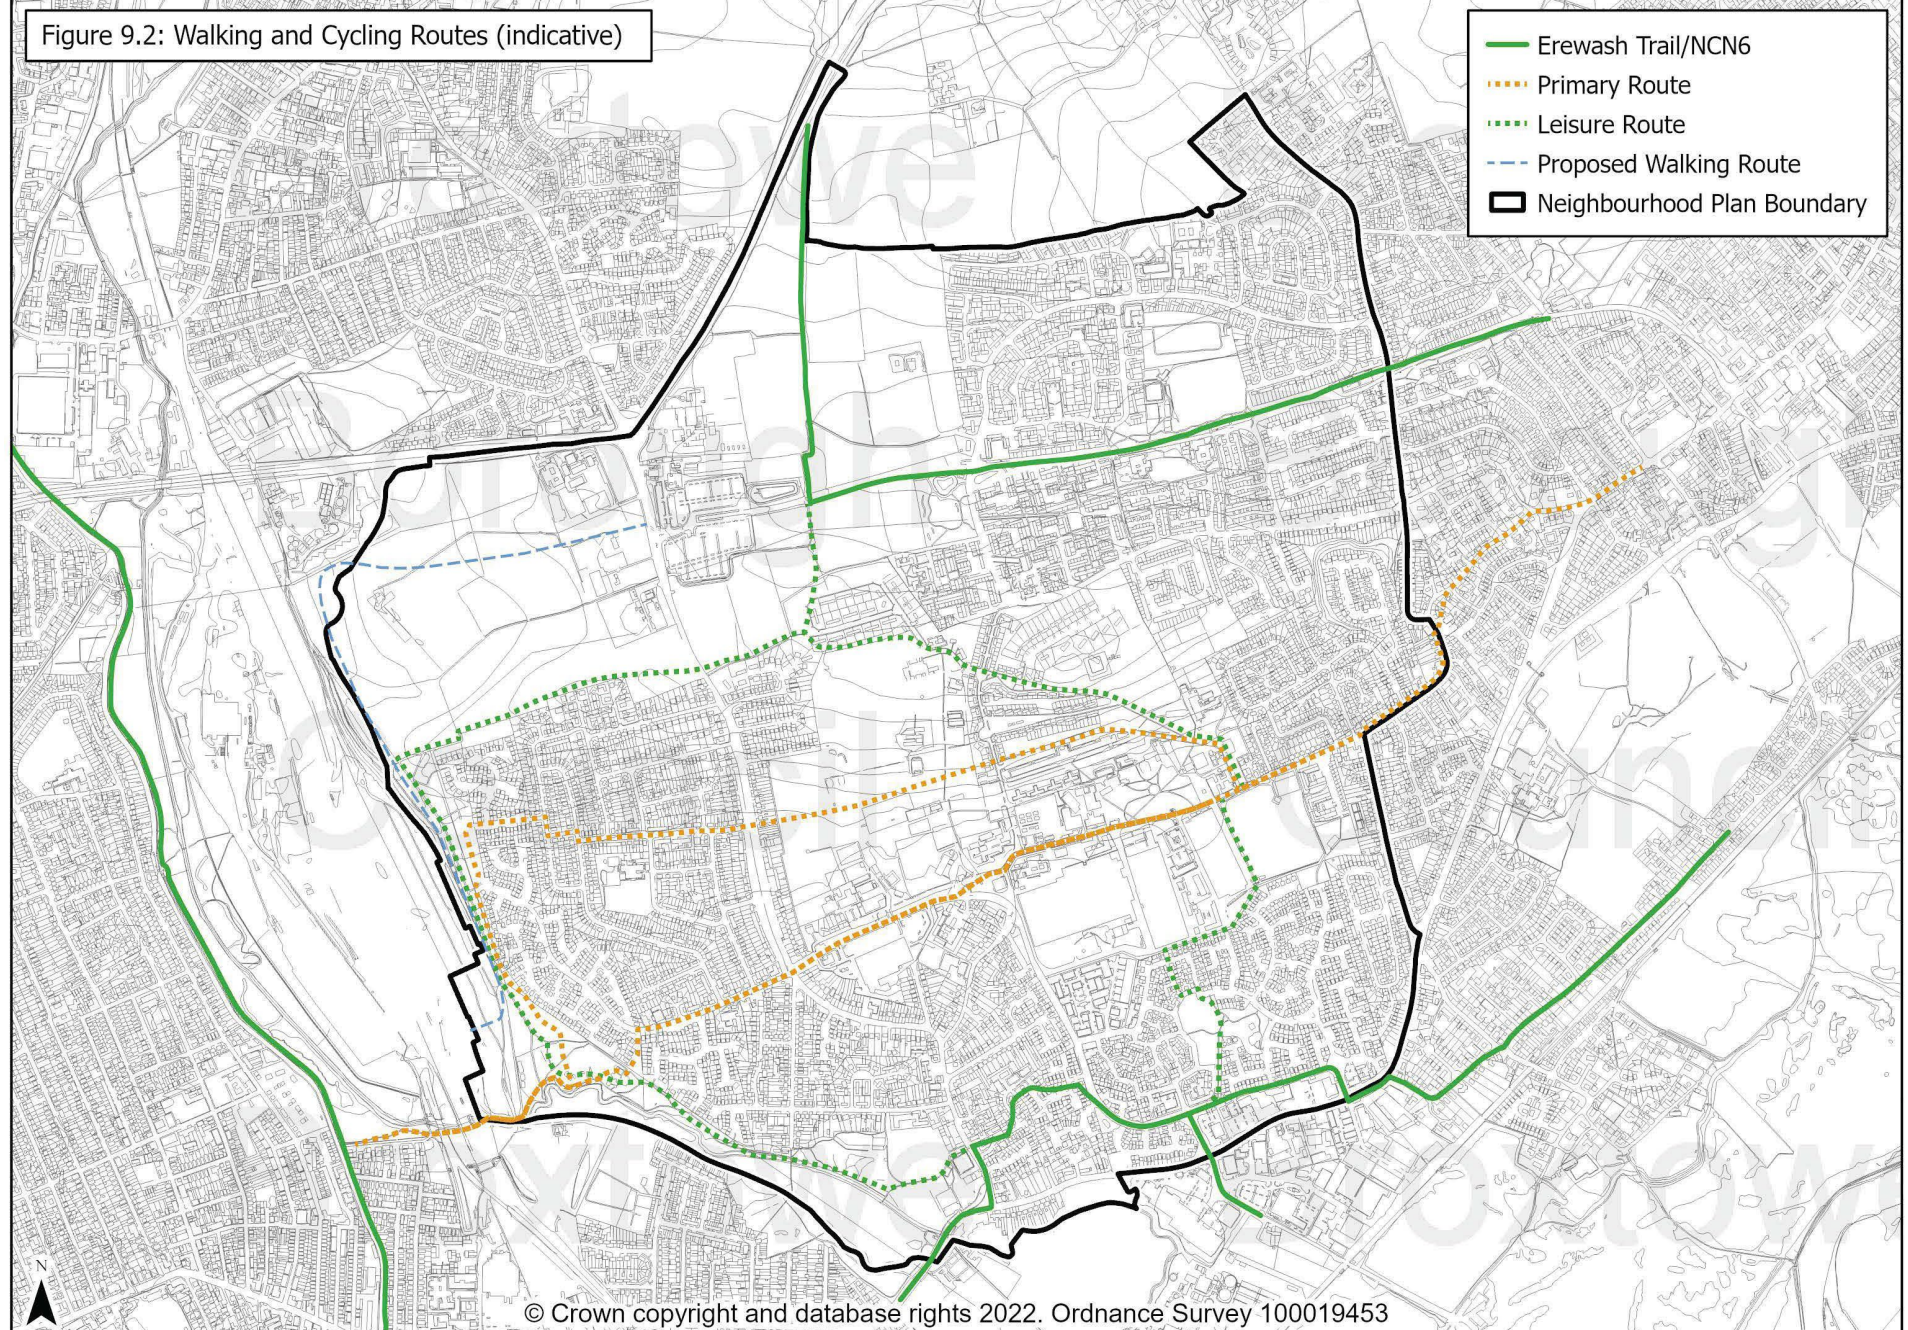 Figure 9.2: Walking and Cycling Routes (indicative)
Erewash Trail/NCN6
Primary Route
Leisure Route
Proposed Walking Route
Neighbourhood Plan Boundary
N
© Crown copyright and database rights 2022. Ordnance Survey 100019453